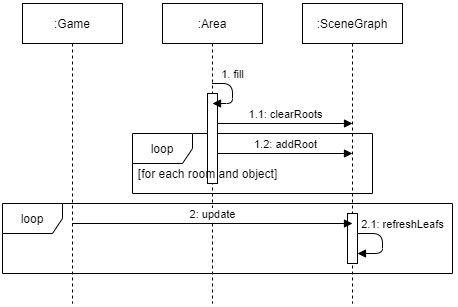 :Game
:Area
:SceneGraph
1. fill
1.1: clearRoots
loop
1.2: addRoot
[for each room and object]
loop
2: update
2.1: refreshLeafs